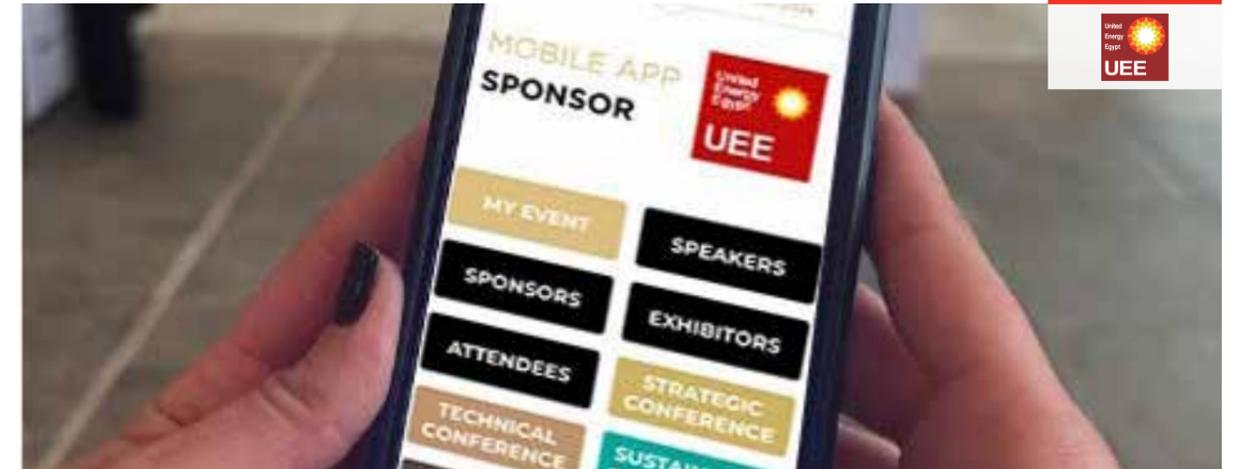 MOBILE APP
SPONSOR
United
Energy
Egypt
UEE
MY EVENT
SPEAKERS
SPONSORS
EXHIBITORS
ATTENDEES
STRATEGIC
CONFERENCE
TECHNICAL
CONFERENCE
United
Energy
Egypt
UEE